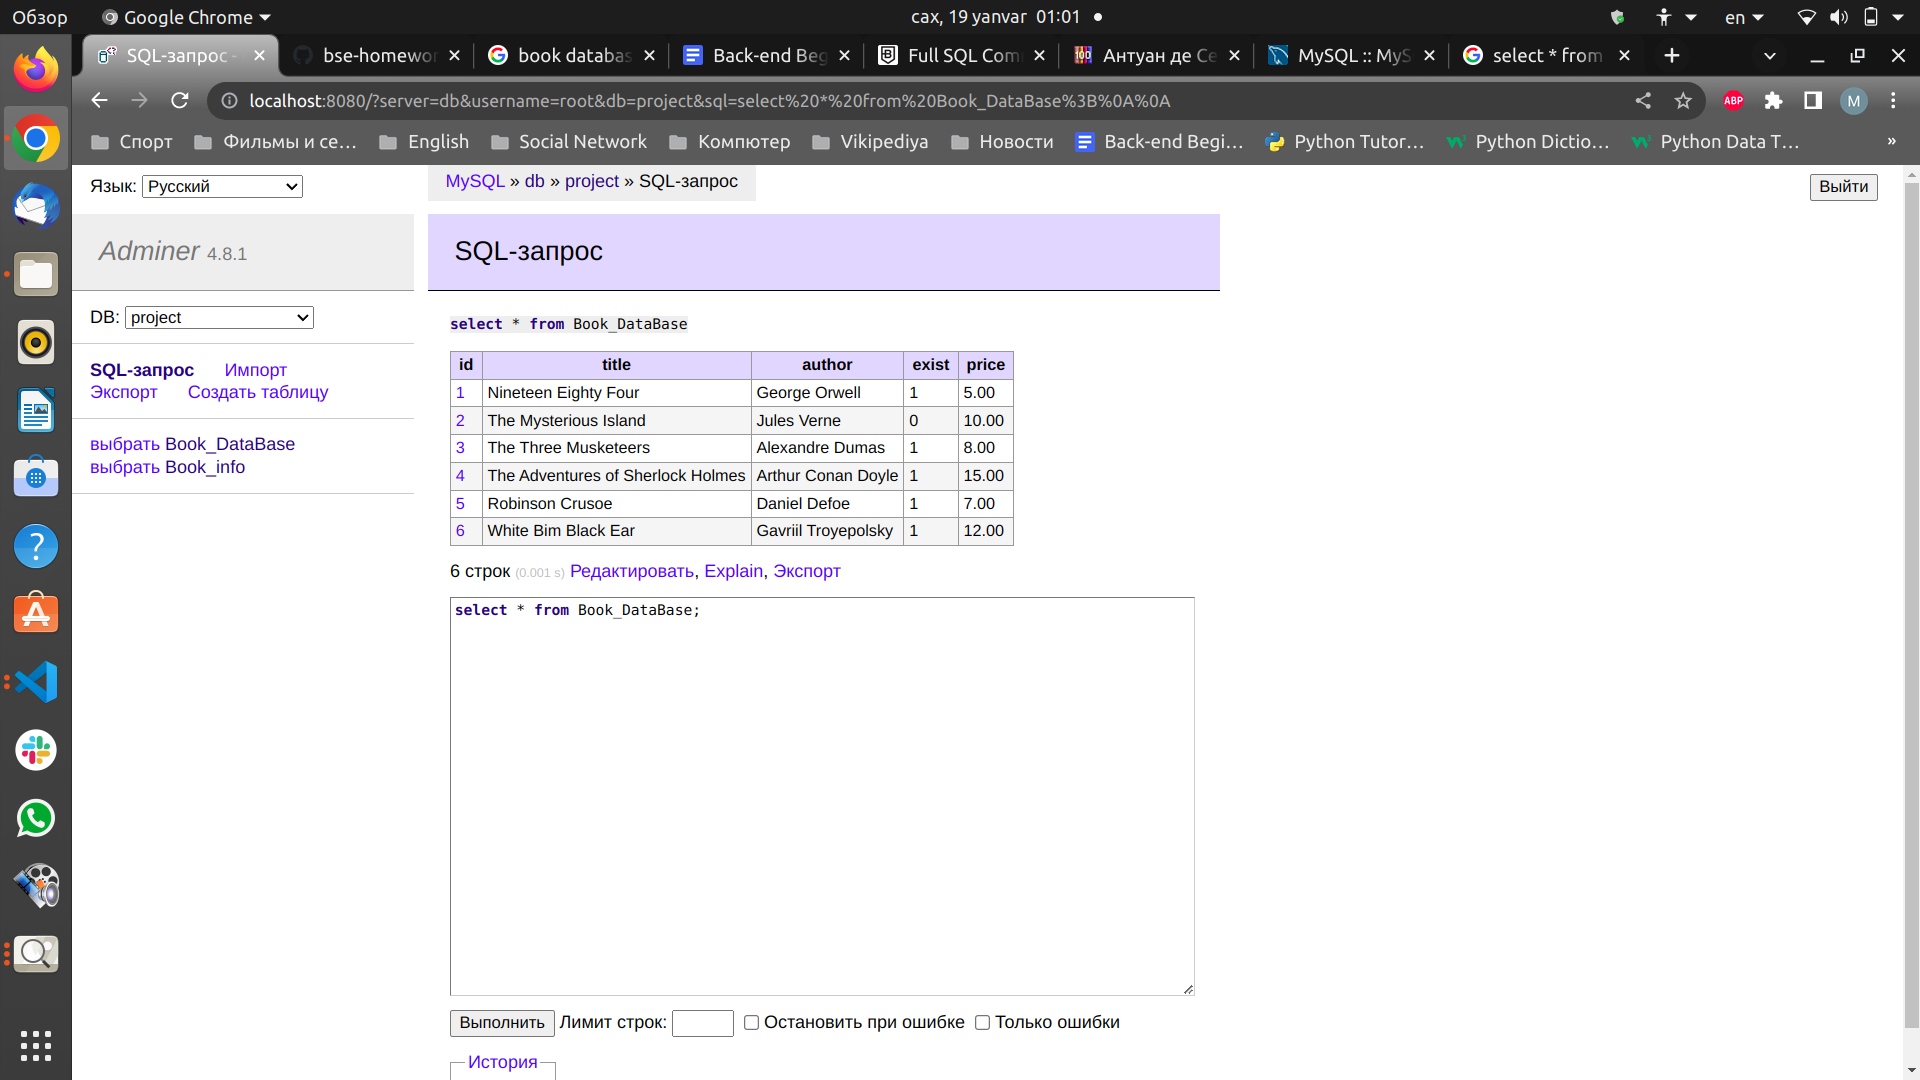 Обзор
Google Chrome
сах, 19 yanvar 01:01
en
SQL-запрос -
bse-homewor
book databas
Back-end Beg
Full SQL Com
Антуан де Се
MySQL :: MyS
select * from
localhost:8080/?server=db&username=root&db=project&sql=select%20*%20from%20Book_DataBase%3B%0A%0A
ABP
M
Спорт
Фильмы и се...
English
Social Network
Компютер
Vikipediya
Новости
Back-end Begi...
Python Tutor...
Python Dictio...
Python Data T...
»
Язык: Русский
MySQL » db » project » SQL-запрос
Выйти
Adminer 4.8.1
SQL-запрос
DB: project
SQL-запрос Импорт
Экспорт Создать таблицу
выбрать Book_DataBase
выбрать Book_info
select * from Book_DataBase
id title author exist price
1 Nineteen Eighty Four George Orwell 1 5.00
2 The Mysterious Island Jules Verne 0 10.00
3 The Three Musketeers Alexandre Dumas 1 8.00
4 The Adventures of Sherlock Holmes Arthur Conan Doyle 1 15.00
5 Robinson Crusoe Daniel Defoe 1 7.00
6 White Bim Black Ear Gavriil Troyepolsky 1 12.00
6 строк (0.001 s) Редактировать, Explain, Экспорт
select * from Book_DataBase;
Выполнить Лимит строк: Остановить при ошибке Только ошибки
История